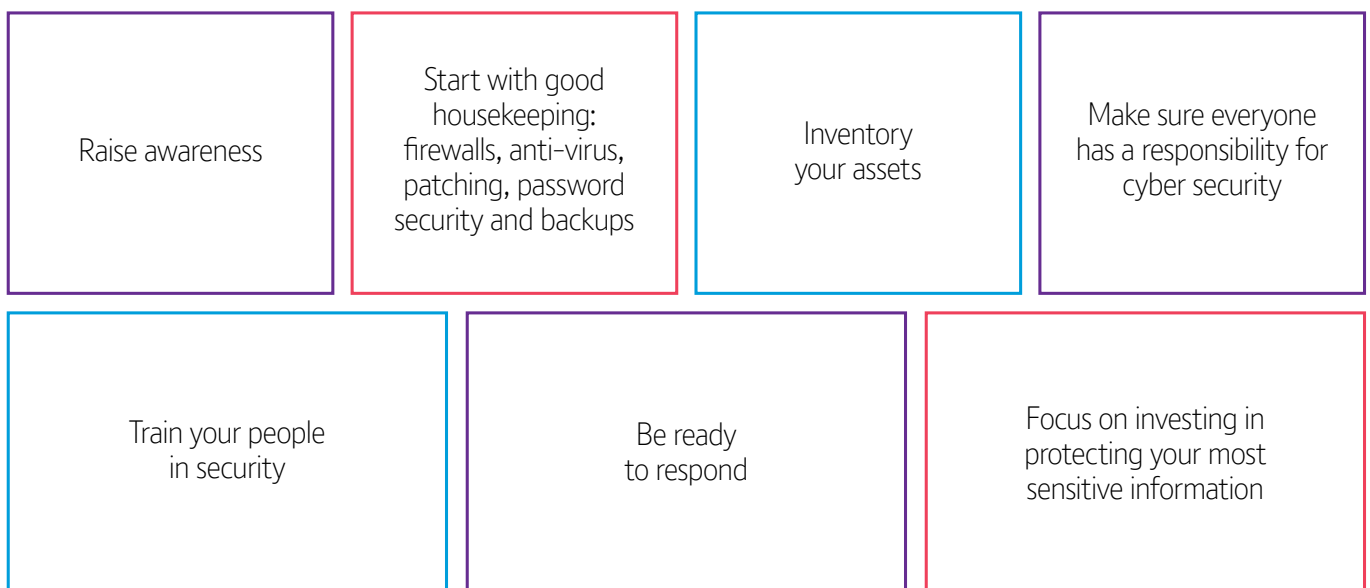 Raise awareness
Start with good
housekeeping:
firewalls, anti-virus,
patching, password
security and backups
Inventory
your assets
Make sure everyone
has a responsibility for
cyber security
Train your people
in security
Be ready
to respond
Focus on investing in
protecting your most
sensitive information